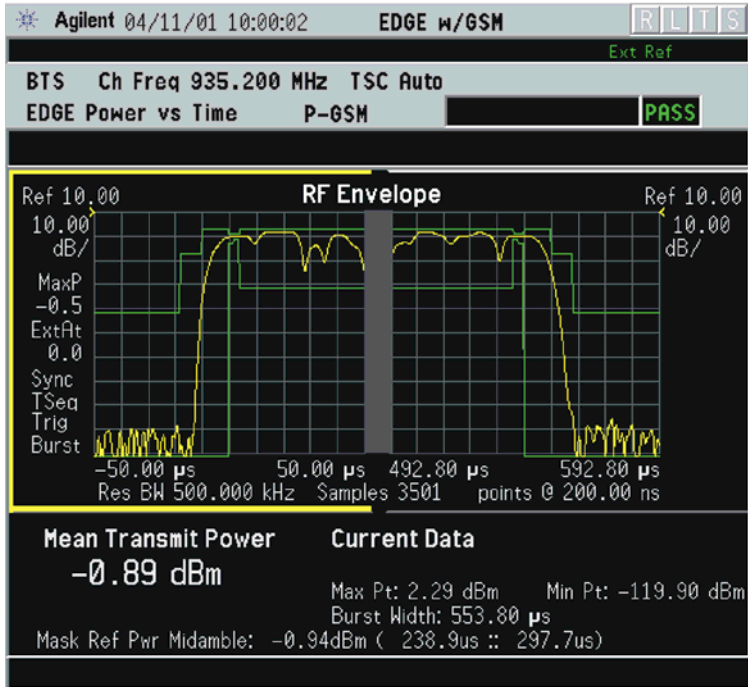 Agilent 04/11/01 10:00:02 EDGE w/GSM R L T S
Ext Ref
BTS Ch Freq 935.200 MHz TSC Auto
EDGE Power vs Time P-GSM PASS
Ref 10.00 RF Envelope Ref 10.00
10.00 10.00
dB/ dB/
MaxP
-0.5
ExtAt
0.0
Sync
TSeq
Trig
Burst
-50.00 µs 50.00 µs 492.80 µs 592.80 µs
Res BW 500.000 kHz Samples 3501 points @ 200.00 ns
Mean Transmit Power Current Data
-0.89 dBm
Max Pt: 2.29 dBm Min Pt: -119.90 dBm
Burst Width: 553.80 µs
Mask Ref Pwr Midamble: -0.94dBm ( 238.9us :: 297.7us)